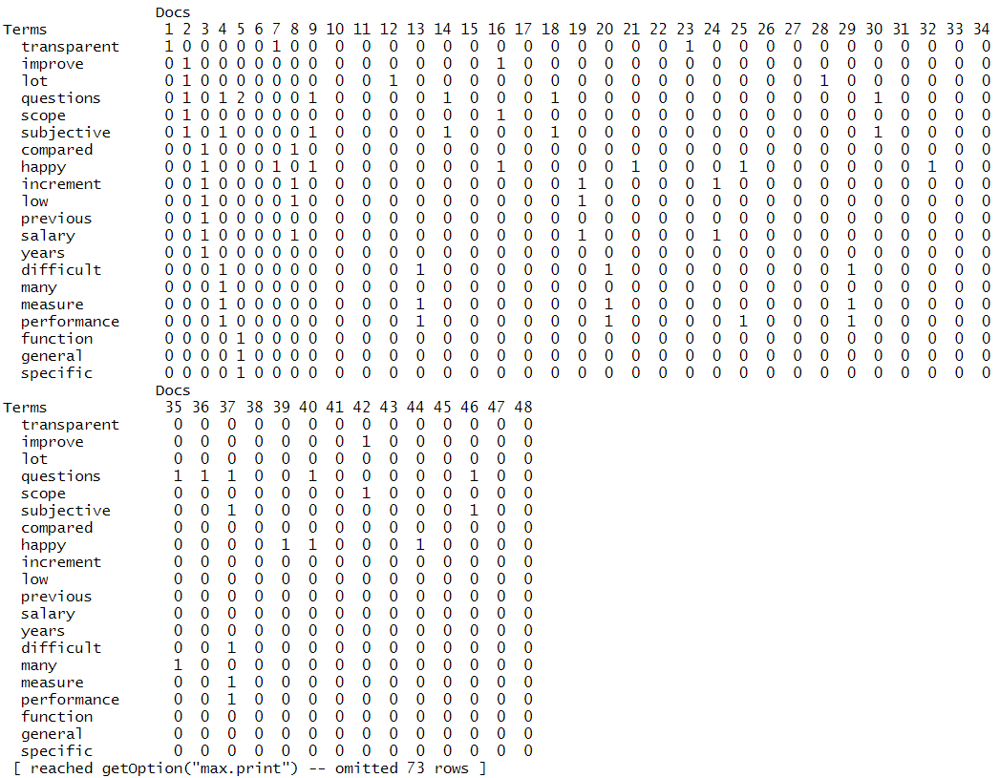 Docs
Terms 1 2 3 4 5 6 7 8 9 10 11 12 13 14 15 16 17 18 19 20 21 22 23 24 25 26 27 28 29 30 31 32 33 34
transparent 1 0 0 0 0 0 1 0 0 0 0 0 0 0 0 0 0 0 0 0 0 0 1 0 0 0 0 0 0 0 0 0 0 0
improve 0 1 0 0 0 0 0 0 0 0 0 0 0 0 0 1 0 0 0 0 0 0 0 0 0 0 0 0 0 0 0 0 0 0
lot 0 1 0 0 0 0 0 0 0 0 0 1 0 0 0 0 0 0 0 0 0 0 0 0 0 0 0 1 0 0 0 0 0 0
questions 0 1 0 1 2 0 0 0 1 0 0 0 0 1 0 0 0 1 0 0 0 0 0 0 0 0 0 0 0 1 0 0 0 0
scope 0 1 0 0 0 0 0 0 0 0 0 0 0 0 0 1 0 0 0 0 0 0 0 0 0 0 0 0 0 0 0 0 0 0
subjective 0 1 0 1 0 0 0 0 1 0 0 0 0 1 0 0 0 1 0 0 0 0 0 0 0 0 0 0 0 1 0 0 0 0
compared 0 0 1 0 0 0 0 1 0 0 0 0 0 0 0 0 0 0 0 0 0 0 0 0 0 0 0 0 0 0 0 0 0 0
happy 0 0 1 0 0 0 1 0 1 0 0 0 0 0 0 1 0 0 0 0 1 0 0 0 1 0 0 0 0 0 0 1 0 0
increment 0 0 1 0 0 0 0 1 0 0 0 0 0 0 0 0 0 0 1 0 0 0 0 1 0 0 0 0 0 0 0 0 0 0
low 0 0 1 0 0 0 0 1 0 0 0 0 0 0 0 0 0 0 1 0 0 0 0 0 0 0 0 0 0 0 0 0 0 0
previous 0 0 1 0 0 0 0 0 0 0 0 0 0 0 0 0 0 0 0 0 0 0 0 0 0 0 0 0 0 0 0 0 0 0
salary 0 0 1 0 0 0 0 1 0 0 0 0 0 0 0 0 0 0 1 0 0 0 0 1 0 0 0 0 0 0 0 0 0 0
years 0 0 1 0 0 0 0 0 0 0 0 0 0 0 0 0 0 0 0 0 0 0 0 0 0 0 0 0 0 0 0 0 0 0
difficult 0 0 0 1 0 0 0 0 0 0 0 0 1 0 0 0 0 0 0 1 0 0 0 0 0 0 0 0 1 0 0 0 0 0
many 0 0 0 1 0 0 0 0 0 0 0 0 0 0 0 0 0 0 0 0 0 0 0 0 0 0 0 0 0 0 0 0 0 0
measure 0 0 0 1 0 0 0 0 0 0 0 0 1 0 0 0 0 0 0 1 0 0 0 0 0 0 0 0 1 0 0 0 0 0
performance 0 0 0 1 0 0 0 0 0 0 0 0 1 0 0 0 0 0 0 1 0 0 0 0 1 0 0 0 1 0 0 0 0 0
function 0 0 0 0 1 0 0 0 0 0 0 0 0 0 0 0 0 0 0 0 0 0 0 0 0 0 0 0 0 0 0 0 0 0
general 0 0 0 0 1 0 0 0 0 0 0 0 0 0 0 0 0 0 0 0 0 0 0 0 0 0 0 0 0 0 0 0 0 0
specific 0 0 0 0 1 0 0 0 0 0 0 0 0 0 0 0 0 0 0 0 0 0 0 0 0 0 0 0 0 0 0 0 0 0
Docs
Terms 35 36 37 38 39 40 41 42 43 44 45 46 47 48
transparent 0 0 0 0 0 0 0 0 0 0 0 0 0 0
improve 0 0 0 0 0 0 0 1 0 0 0 0 0 0
lot 0 0 0 0 0 0 0 0 0 0 0 0 0 0
questions 1 1 1 0 0 1 0 0 0 0 0 1 0 0
scope 0 0 0 0 0 0 0 1 0 0 0 0 0 0
subjective 0 0 1 0 0 0 0 0 0 0 0 1 0 0
compared 0 0 0 0 0 0 0 0 0 0 0 0 0 0
happy 0 0 0 0 1 1 0 0 0 1 0 0 0 0
increment 0 0 0 0 0 0 0 0 0 0 0 0 0 0
low 0 0 0 0 0 0 0 0 0 0 0 0 0 0
previous 0 0 0 0 0 0 0 0 0 0 0 0 0 0
salary 0 0 0 0 0 0 0 0 0 0 0 0 0 0
years 0 0 0 0 0 0 0 0 0 0 0 0 0 0
difficult 0 0 1 0 0 0 0 0 0 0 0 0 0 0
many 1 0 0 0 0 0 0 0 0 0 0 0 0 0
measure 0 0 1 0 0 0 0 0 0 0 0 0 0 0
performance 0 0 1 0 0 0 0 0 0 0 0 0 0 0
function 0 0 0 0 0 0 0 0 0 0 0 0 0 0
general 0 0 0 0 0 0 0 0 0 0 0 0 0 0
specific 0 0 0 0 0 0 0 0 0 0 0 0 0 0
[ reached getOption("max.print") -- omitted 73 rows ]